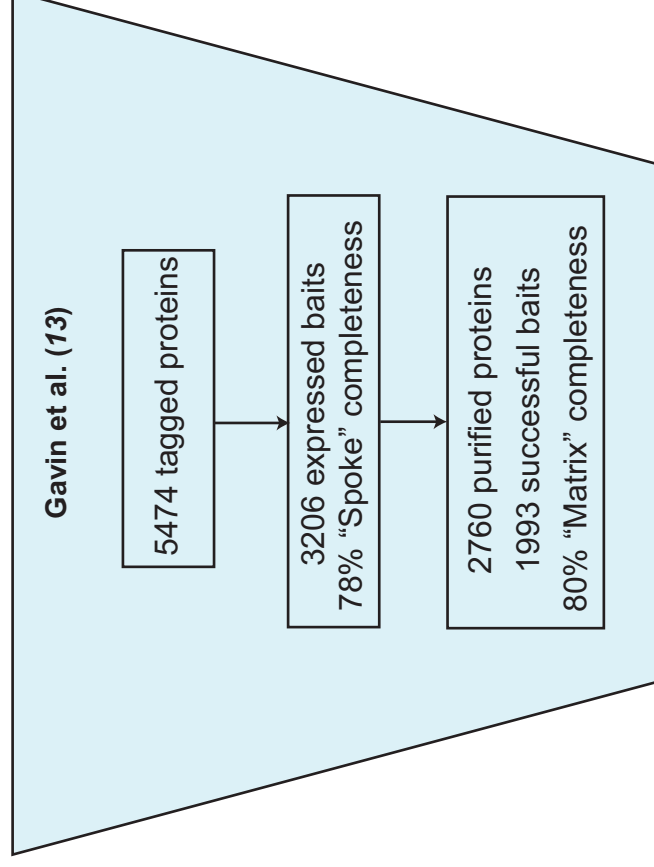 Gavin et al. (13)
5474 tagged proteins
3206 expressed baits
78% “Spoke” completeness
2760 purified proteins
1993 successful baits
80% “Matrix” completeness